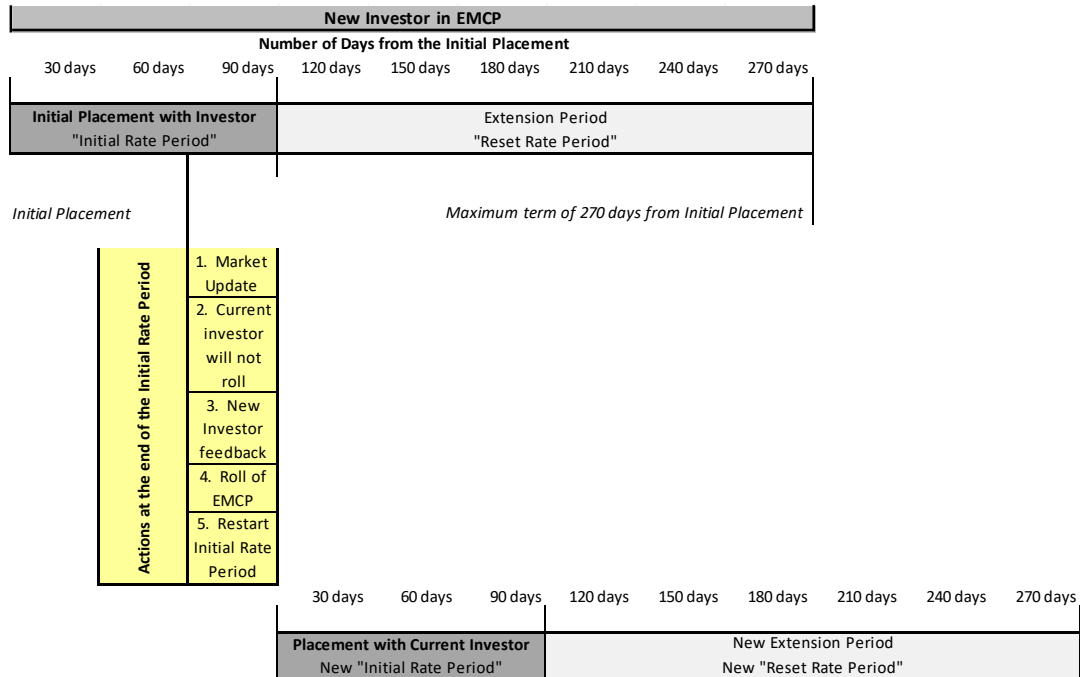 New Investor in EMCP
Number of Days from the Initial Placement
30 days 60 days 90 days 120 days 150 days 180 days 210 days 240 days 270 days
Initial Placement with Investor
"Initial Rate Period"
Extension Period
"Reset Rate Period"
Initial Placement
Maximum term of 270 days from Initial Placement
Actions at the end of the Initial Rate Period
1. Market
Update
2. Current
investor
will not
roll
3. New
Investor
feedback
4. Roll of
EMCP
5. Restart
Initial Rate
Period
30 days 60 days 90 days 120 days 150 days 180 days 210 days 240 days 270 days
Placement with Current Investor
New "Initial Rate Period"
New Extension Period
New "Reset Rate Period"